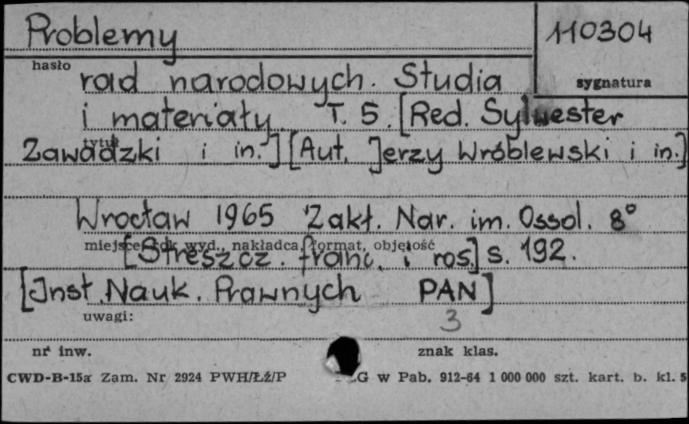 Problemy
110304
hasło
sygnatura
rad narodowych. Studia
i materiały T. 5. [Red. Sylwester
tytuł
Zawadzki i in.] [Aut. Jerzy Wróblewski i in.]
Wrocław 1965 Zakł. Nar. im. Ossol. 8°
miejsce, rok wyd., nakładca, format, objętość
[Streszcz. franc. i ros.] s. 192.
[Inst. Nauk. Prawnych PAN]
uwagi:
3
nr inw.
znak klas.
CWD-B-15a Zam. Nr 2924 PWH/Łż/P G w Pab. 912-64 1 000 000 szt. kart. b. kl. 5